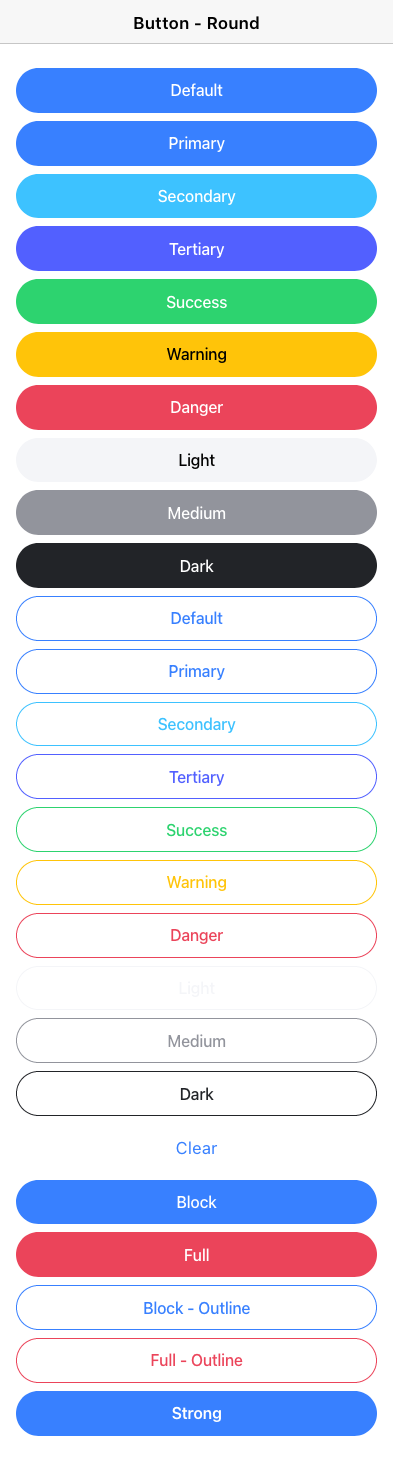 Button - Round
Default
Primary
Secondary
Tertiary
Success
Warning
Danger
Light
Medium
Dark
Default
Primary
Secondary
Tertiary
Success
Warning
Danger
Light
Medium
Dark
Clear
Block
Full
Block - Outline
Full - Outline
Strong